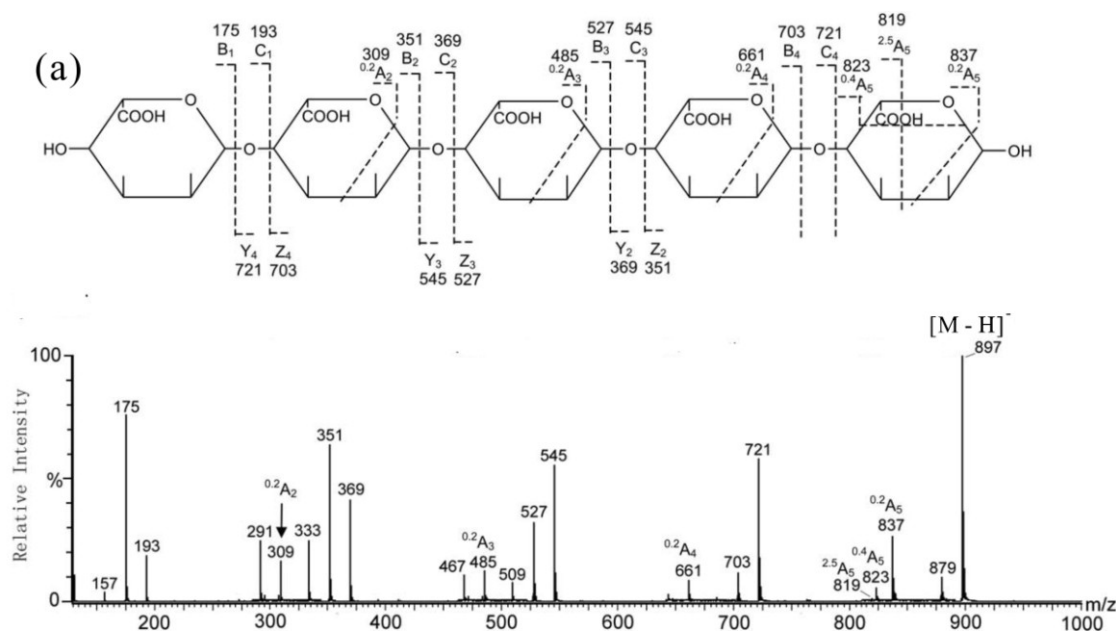 (a)
175 193 527 545 819
B₁ C₁ 351 369 B₃ C₃ 703 721 ²·⁵A₅
309 B₂ C₂ 485 661 B₄ C₄ 823 837
⁰·²A₂ ⁰·²A₃ ⁰·²A₄ ⁰·⁴A₅ ⁰·²A₅
COOH COOH COOH COOH COOH
HO O O O O O O O O O OH
Y₄ Z₄ Y₃ Z₃ Y₂ Z₂
721 703 545 527 369 351
[M - H]⁻
100 897
Relative Intensity
%
0
175
351
721
545
⁰·²A₂ 369
527 ⁰·²A₅
291 333 837
193 309 ⁰·²A₃ ⁰·²A₄ ⁰·⁴A₅
467 485 661 703 ²·⁵A₅ 823 879
157 509 819
200 300 400 500 600 700 800 900 1000 m/z